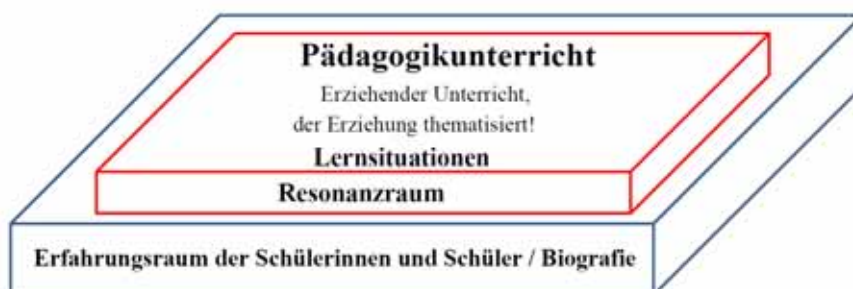 Pädagogikunterricht
Erziehender Unterricht,
der Erziehung thematisiert!
Lernsituationen
Resonanzraum
Erfahrungsraum der Schülerinnen und Schüler / Biografie